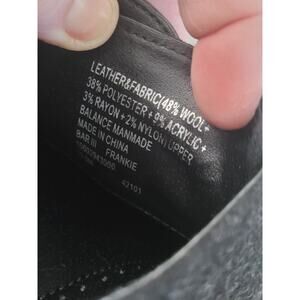 LEATHER&FABRIC(48% WOOL+
38% POLYESTER + 9% ACRYLIC +
3% RAYON + 2% NYLON) UPPER
BALANCE MANMADE
MADE IN CHINA
BAB III FRANKIE
42101